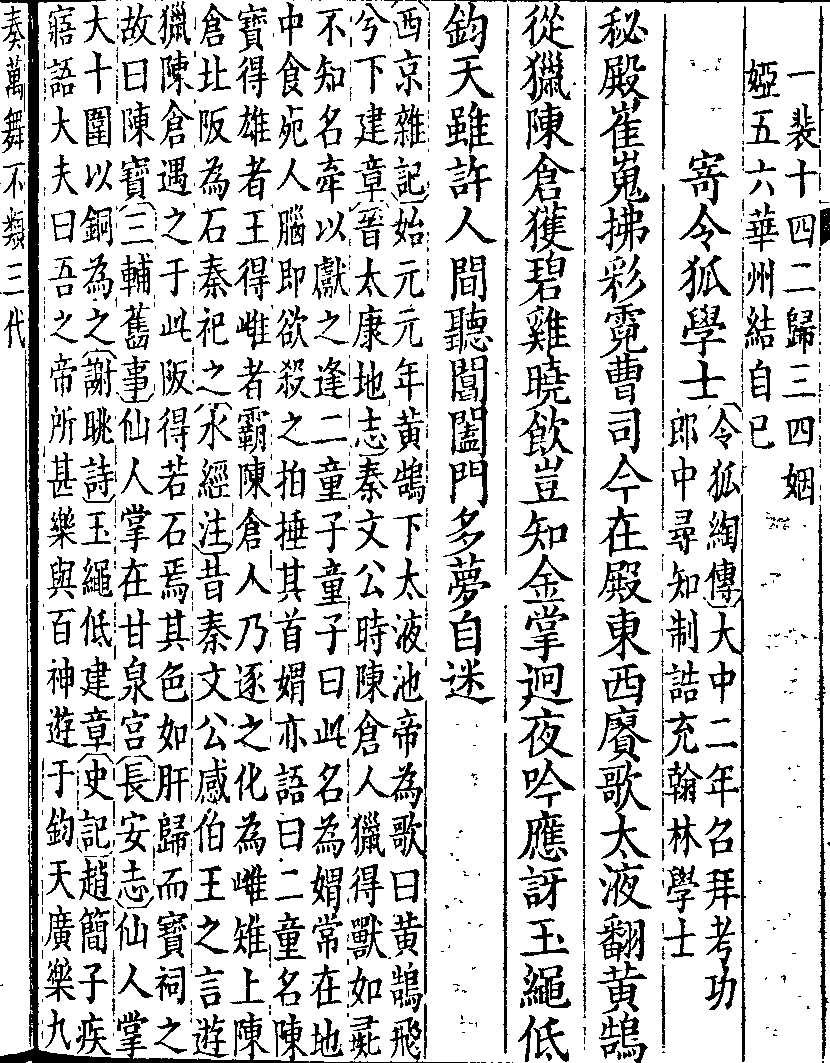 一裴十四二歸三四姻
婭五六華州結自已
寄令狐學士
令狐綯傳大中二年召拜考功
郎中尋知制誥充翰林學士
秘殿崔嵬拂彩霓曹司今在殿東西賡歌太液翻黄鵠
從獵陳倉獲碧雞曉飲豈知金掌迥夜吟應訝玉繩低
鈞天雖許人間聽閶闔門多夢自迷
西京雜記始元元年黄鵠下太液池帝為歌曰黄鵠飛
兮下建章晉太康地志秦文公時陳倉人獵得獸如彘
不知名牽以獻之逢二童子童子曰此名為媦常在地
中食死人腦即欲殺之拍捶其首媦亦語曰二童名陳
寶得雄者王得雌者霸陳倉人乃逐之化為雌雉上陳
倉北阪為石秦祀之水經注昔秦文公感伯王之言遊
獵陳倉遇之于此阪得若石焉其色如肝歸而寶祠之
故曰陳寶三輔舊事仙人掌在甘泉宫長安志仙人掌
大十圍以銅為之謝眺詩玉繩低建章史記趙簡子疾
寤語大夫曰吾之帝所甚樂與百神遊于鈞天廣樂九
奏萬舞不類三代